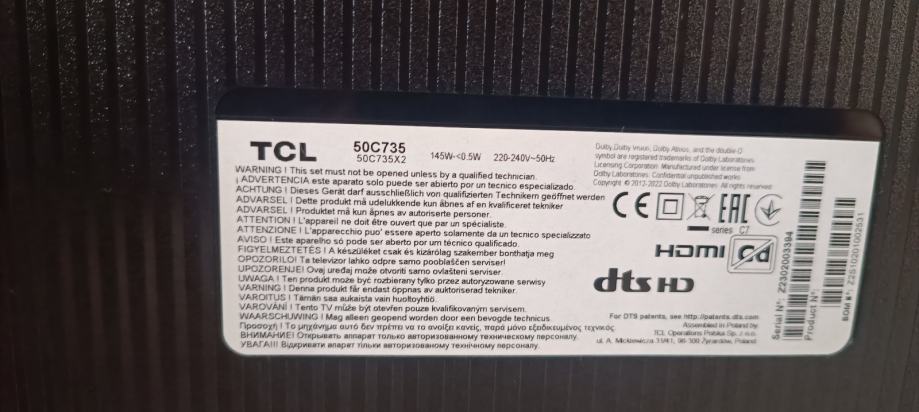 TCL
50C735
50C735X2
145W-<0.5W 220-240V~50Hz
Dolby, Dolby Vision, Dolby Atmos, and the double-D
symbol are registered trademarks of Dolby Laboratories
Licensing Corporation. Manufactured under license from
Dolby Laboratories. Confidential unpublished works.
Copyright © 2012-2022 Dolby Laboratories. All rights reserved.
WARNING ! This set must not be opened unless by a qualified technician.
¡ ADVERTENCIA este aparato solo puede ser abierto por un técnico especializado.
ACHTUNG ! Dieses Gerät darf ausschließlich von qualifizierten Technikern geöffnet werden
ADVARSEL ! Dette produkt må udelukkende kun åbnes af en kvalificeret tekniker
ADVARSEL ! Produktet må kun åpnes av autoriserte personer.
ATTENTION ! L'appareil ne doit être ouvert que par un spécialiste.
ATTENZIONE ! L'apparecchio puo' essere aperto solamente da un tecnico specializzato
AVISO ! Este aparelho só pode ser aberto por um técnico qualificado.
FIGYELMEZTETÉS ! A készüléket csak és kizárólag szakember bonthatja meg
OPOZORILO! Ta televizor lahko odpre samo pooblaščen serviser!
UPOZORENJE! Ovaj uređaj može otvoriti samo ovlašteni serviser.
UWAGA ! Ten produkt może być rozbierany tylko przez autoryzowane serwisy
VARNING ! Denna produkt får endast öppnas av auktoriserad tekniker.
VAROITUS ! Tämän saa aukaista vain huoltoyhtiö.
VAROVÁNÍ ! Tento TV může být otevřen pouze kvalifikovaným servisem.
WAARSCHUWING ! Mag alleen geopend worden door een bevoegde technicus.
Προσοχή ! Το μηχάνημα αυτό δεν πρέπει να το ανοίξει κανείς, παρά μόνο εξειδικευμένος τεχνικός
ВНИМАНИЕ! Открывать аппарат только авторизованному техническому персоналу.
УВАГА!!! Відкривати апарат тільки авторизованому технічному персоналу.
CE EAC
series C7
HDMI Cd
dts HD
For DTS patents, see http://patents.dts.com
Assembled in Poland by:
TCL Operations Polska Sp. z o.o.
ul. A. Mickiewicza 31/41, 96-300 Żyrardów, Poland
Serial N°: Z2302003394
Product N°:
BOM #°: Z2S10201002531